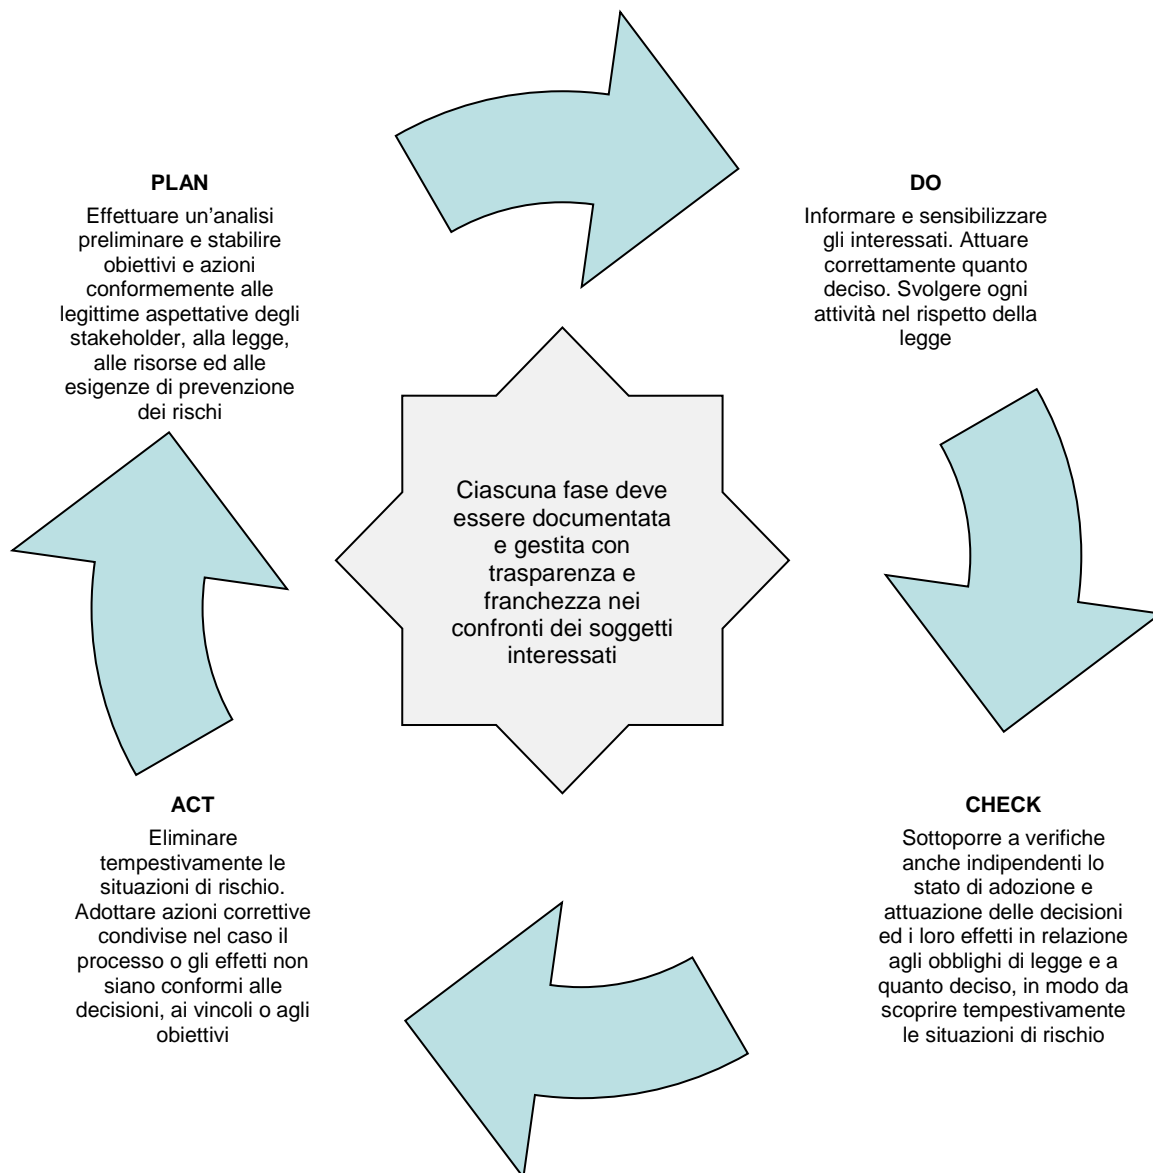 PLAN
Effettuare un’analisi
preliminare e stabilire
obiettivi e azioni
conformemente alle
legittime aspettative degli
stakeholder, alla legge,
alle risorse ed alle
esigenze di prevenzione
dei rischi
DO
Informare e sensibilizzare
gli interessati. Attuare
correttamente quanto
deciso. Svolgere ogni
attività nel rispetto della
legge
Ciascuna fase deve
essere documentata
e gestita con
trasparenza e
franchezza nei
confronti dei soggetti
interessati
ACT
Eliminare
tempestivamente le
situazioni di rischio.
Adottare azioni correttive
condivise nel caso il
processo o gli effetti non
siano conformi alle
decisioni, ai vincoli o agli
obiettivi
CHECK
Sottoporre a verifiche
anche indipendenti lo
stato di adozione e
attuazione delle decisioni
ed i loro effetti in relazione
agli obblighi di legge e a
quanto deciso, in modo da
scoprire tempestivamente
le situazioni di rischio